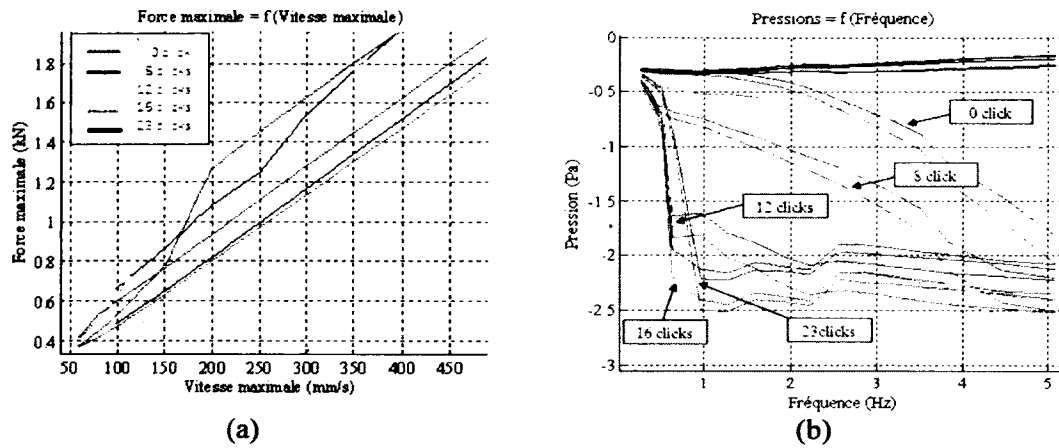 Force maximale = f (Vitesse maximale)
1.8
1.6
1.4
1.2
1
0.8
0.6
0.4
Force maximale (kN)
50 100 150 200 250 300 350 400 450
Vitesse maximale (mm/s)
(a)
Pressions = f (Fréquence)
0
-0.5
-1
-1.5
-2
-2.5
-3
Pression (Pa)
0 click
8 click
12 clicks
16 clicks
23clicks
1 2 3 4 5
Fréquence (Hz)
(b)